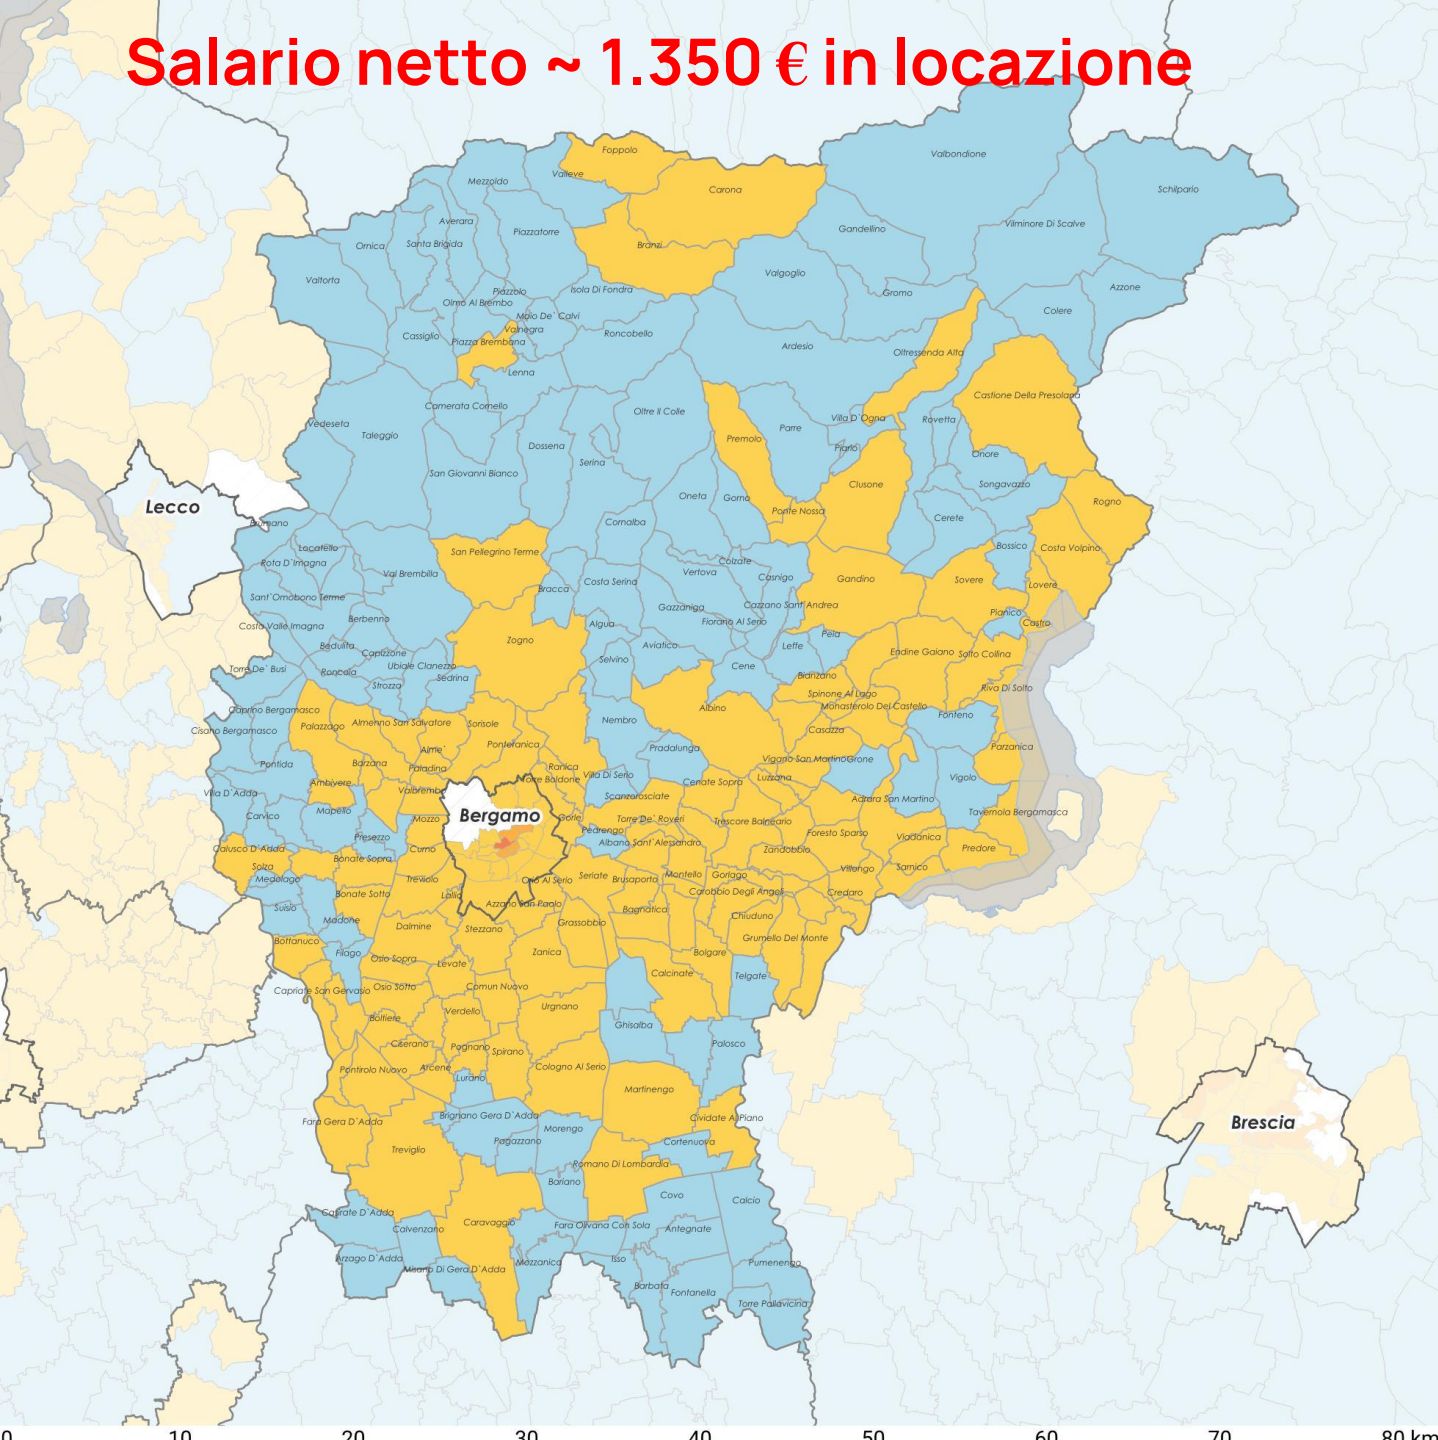 Salario netto ~ 1.350 € in locazione
Foppolo
Valbondione
Valleve
Mezzoldo
Carona
Schilpario
Averara
Santa Brigida
Piazzatorre
Ornica
Branzi
Gandellino
Vilminore Di Scalve
Valtorta
Valgoglio
Piazzolo
Isola Di Fondra
Gromo
Azzone
Olmo Al Brembo
Moio De` Calvi
Colere
Valnegra
Cassiglio
Piazza Brembana
Roncobello
Ardesio
Oltressenda Alta
Lenna
Castione Della Presolana
Camerata Cornello
Oltre Il Colle
Villa D`Ogna
Rovetta
Vedeseta
Taleggio
Premolo
Parre
Dossena
Piario
Onore
Serina
San Giovanni Bianco
Clusone
Songavazzo
Oneta
Gorno
Rogno
Lecco
Ponte Nossa
Cerete
Brumano
Cornalba
Locatello
San Pellegrino Terme
Bossico
Costa Volpino
Rota D`Imagna
Colzate
Val Brembilla
Vertova
Casnigo
Gandino
Sovere
Costa Serina
Bracca
Lovere
Sant`Omobono Terme
Gazzaniga
Cazzano Sant`Andrea
Pianico
Berbenno
Algua
Fiorano Al Serio
Castro
Costa Valle Imagna
Zogno
Peia
Bedulita
Capizzone
Aviatico
Leffe
Endine Gaiano
Solto Collina
Selvino
Torre De` Busi
Roncola
Ubiale Clanezzo
Cene
Sedrina
Bianzano
Strozza
Spinone Al Lago
Riva Di Solto
Caprino Bergamasco
Albino
Monasterolo Del Castello
Fonteno
Palazzago
Almenno San Salvatore
Sorisole
Nembro
Cisano Bergamasco
Casazza
Ponteranica
Pradalunga
Parzanica
Alme`
Pontida
Barzana
Paladina
Ranica
Vigano San Martino
Grone
Ambivere
Torre Boldone
Villa Di Serio
Cenate Sopra
Luzzana
Vigolo
Villa D`Adda
Valbrembo
Scanzorosciate
Adrara San Martino
Carvico
Mapello
Mozzo
Bergamo
Gorle
Torre De` Roveri
Trescore Balneario
Tavernola Bergamasca
Presezzo
Pedrengo
Foresto Sparso
Viadanica
Calusco D`Adda
Curno
Albano Sant`Alessandro
Zandobbio
Predore
Bonate Sopra
Solza
Villongo
Sarnico
Medolago
Treviolo
Orio Al Serio
Seriate
Brusaporto
Montello
Gorlago
Bonate Sotto
Lallio
Carobbio Degli Angeli
Credaro
Suisio
Azzano San Paolo
Bagnatica
Madone
Dalmine
Stezzano
Grassobbio
Chiuduno
Bottanuco
Grumello Del Monte
Filago
Osio Sopra
Levate
Zanica
Bolgare
Calcinate
Telgate
Capriate San Gervasio
Osio Sotto
Comun Nuovo
Urgnano
Boltiere
Verdello
Ghisalba
Ciserano
Pognano
Spirano
Palosco
Pontirolo Nuovo
Arcene
Cologno Al Serio
Lurano
Martinengo
Fara Gera D`Adda
Brignano Gera D`Adda
Cividate Al Piano
Brescia
Morengo
Pagazzano
Cortenuova
Treviglio
Romano Di Lombardia
Bariano
Covo
Calcio
Casirate D`Adda
Calvenzano
Caravaggio
Fara Olivana Con Sola
Antegnate
Arzago D`Adda
Misano Di Gera D`Adda
Mozzanica
Isso
Pumenengo
Barbata
Fontanella
Torre Pallavicina
0 10 20 30 40 50 60 70 80 km